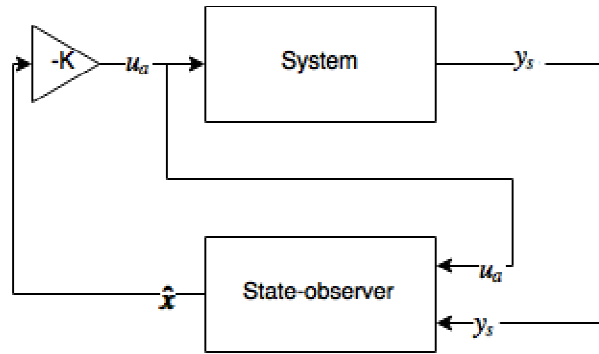 -K
u_a
System
y_s
State-observer
u_a
x̂
y_s